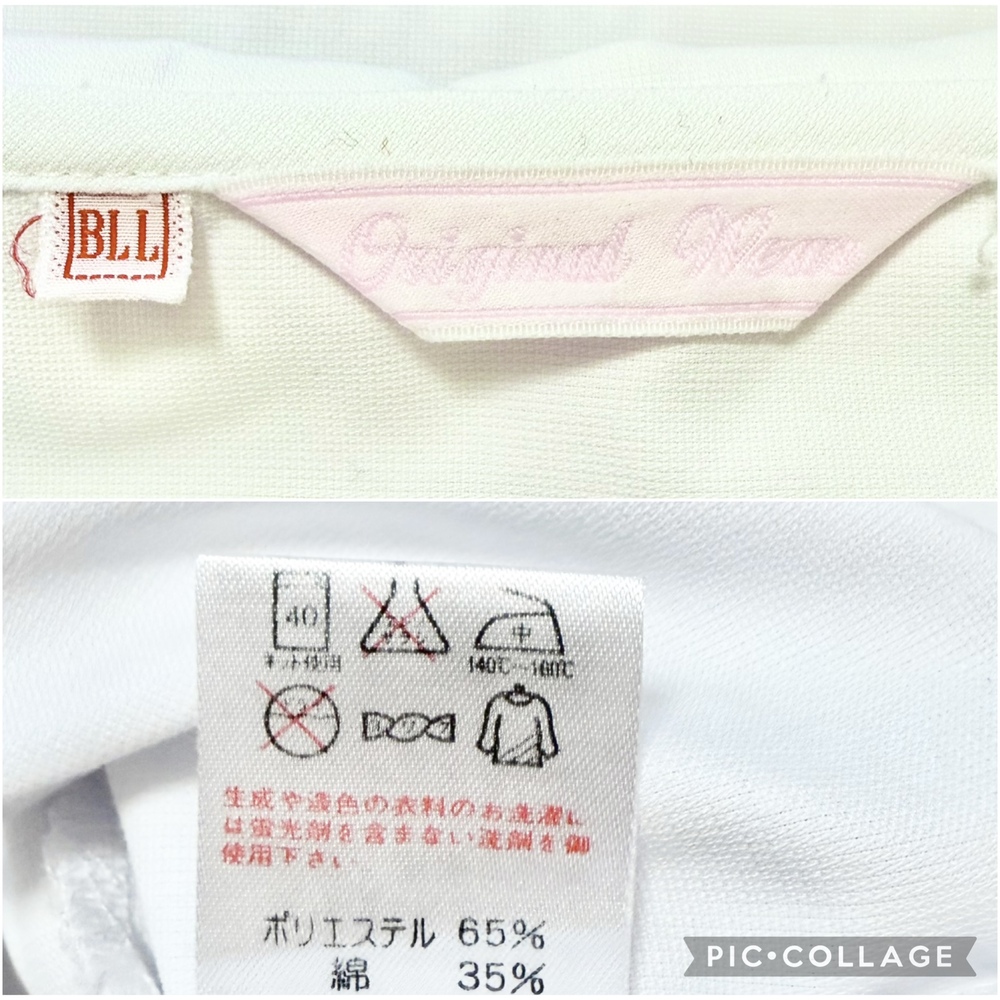 BLL
Original Wear
40
ネット使用
中
140℃~160℃
生成や淡色の衣料のお洗濯に
は蛍光剤を含まない洗剤を御
使用下さい
ポリエステル 65%
綿 35%
PIC•COLLAGE